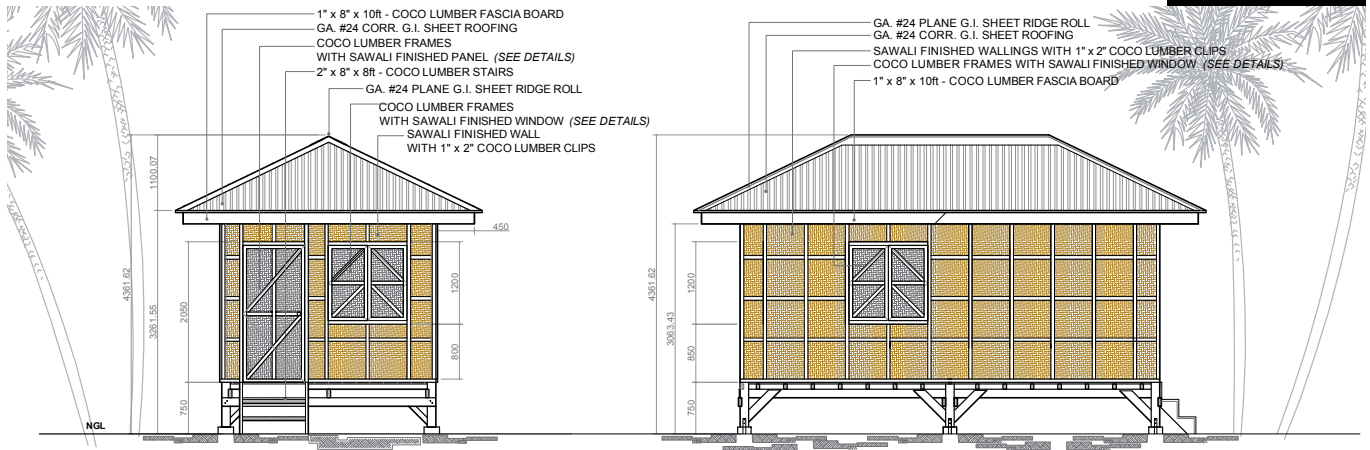 1" x 8" x 10ft - COCO LUMBER FASCIA BOARD
GA. #24 CORR. G.I. SHEET ROOFING
COCO LUMBER FRAMES
WITH SAWALI FINISHED PANEL (SEE DETAILS)
2" x 8" x 8ft - COCO LUMBER STAIRS
GA. #24 PLANE G.I. SHEET RIDGE ROLL
COCO LUMBER FRAMES
WITH SAWALI FINISHED WINDOW (SEE DETAILS)
SAWALI FINISHED WALL
WITH 1" x 2" COCO LUMBER CLIPS
1100.07
450
4361.62
3261.55
2050
1200
800
750
NGL
GA. #24 PLANE G.I. SHEET RIDGE ROLL
GA. #24 CORR. G.I. SHEET ROOFING
SAWALI FINISHED WALLINGS WITH 1" x 2" COCO LUMBER CLIPS
COCO LUMBER FRAMES WITH SAWALI FINISHED WINDOW (SEE DETAILS)
1" x 8" x 10ft - COCO LUMBER FASCIA BOARD
4361.62
3063.43
1200
850
750